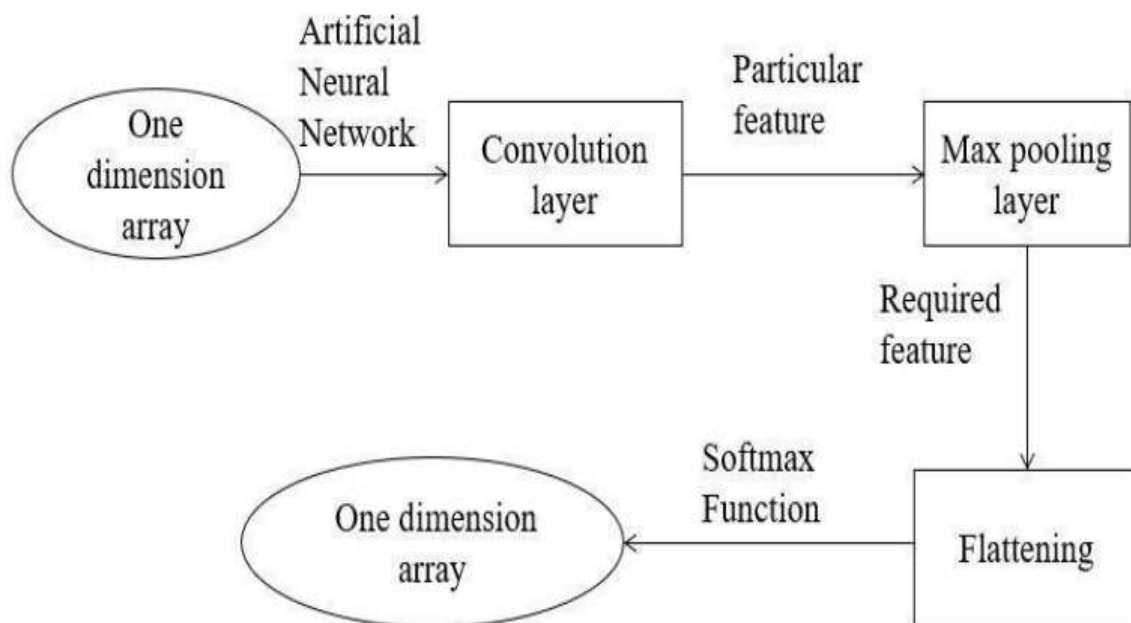 One
dimension
array
Artificial
Neural
Network
Convolution
layer
Particular
feature
Max pooling
layer
Required
feature
Flattening
Softmax
Function
One dimension
array